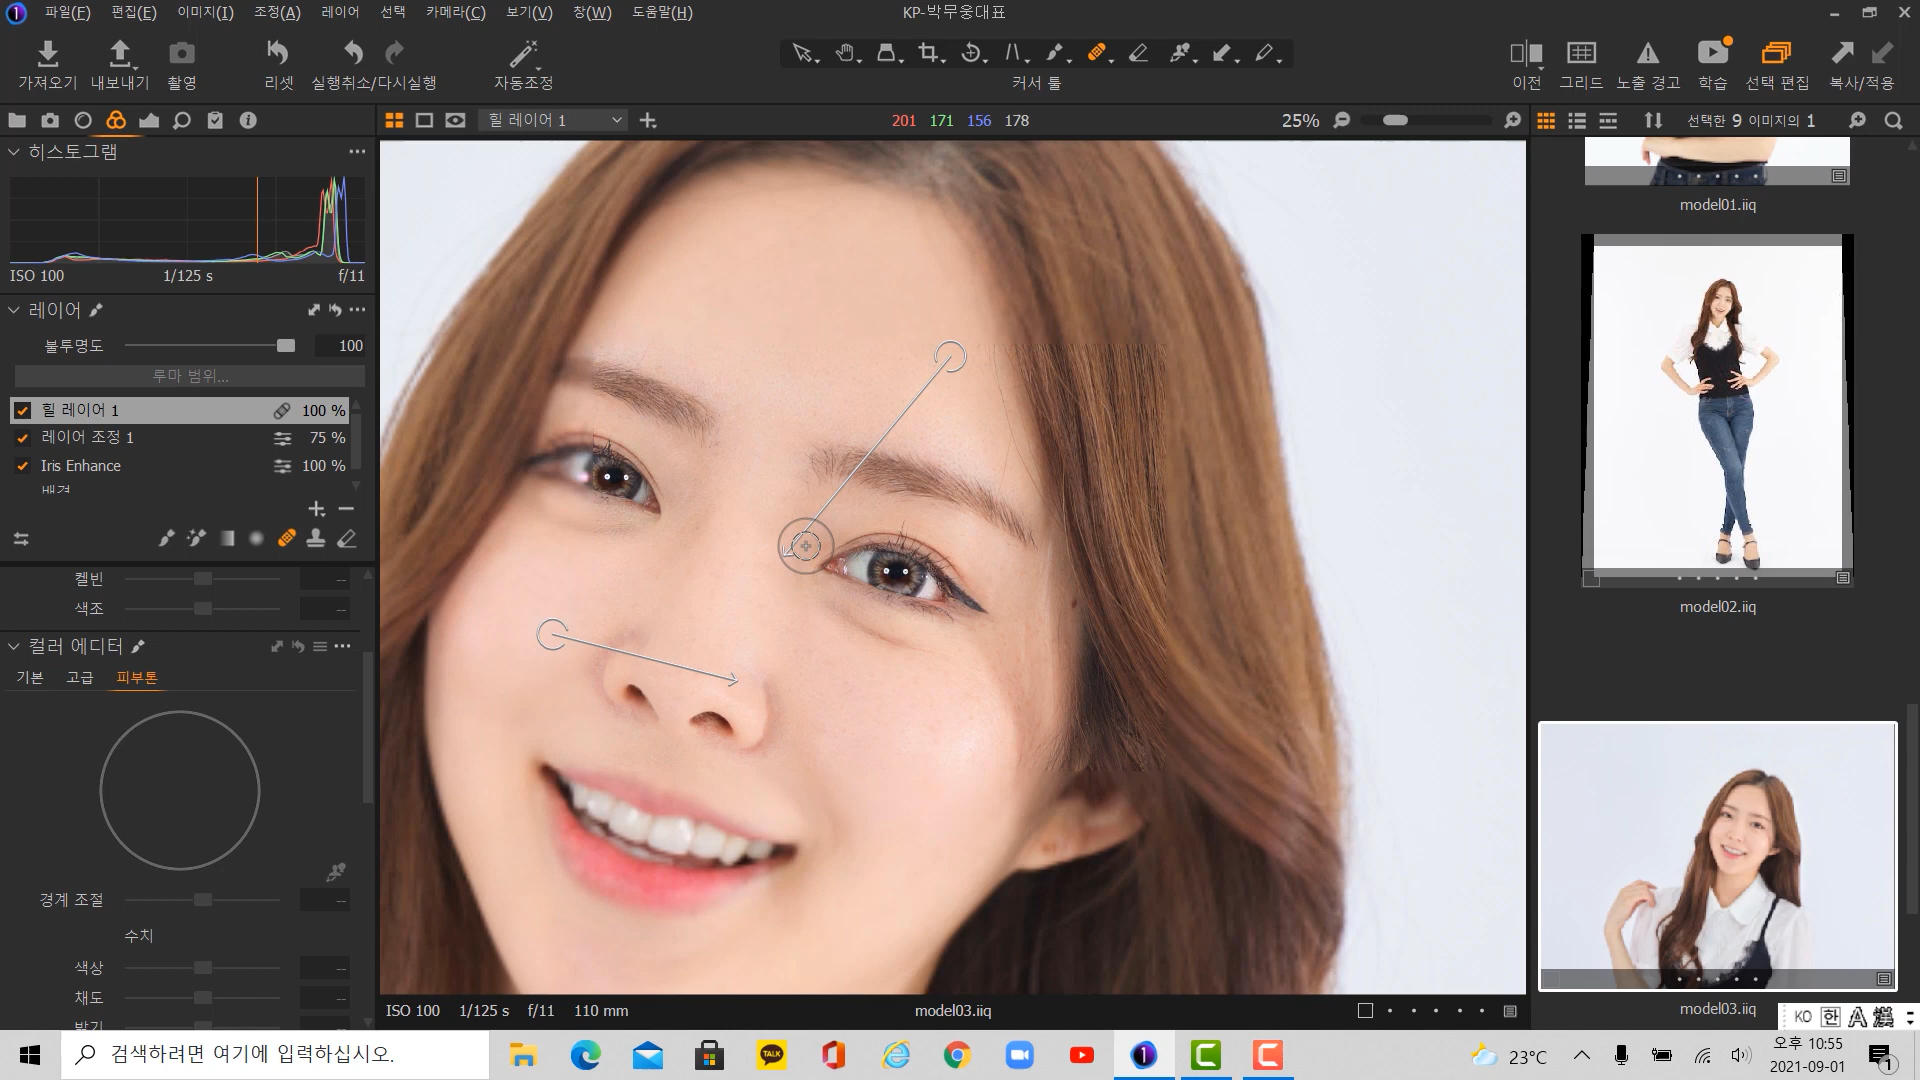 파일(F) 편집(E) 이미지(I) 조정(A) 레이어 선택 카메라(C) 보기(V) 창(W) 도움말(H)
KP-박무웅대표
가져오기 내보내기 촬영 리셋 실행취소/다시실행 자동조정
커서 툴
이전 그리드 노출 경고 학습 선택 편집 복사/적용
힐 레이어 1
201 171 156 178
25%
선택한 9 이미지의 1
히스토그램
ISO 100 1/125 s f/11
레이어
불투명도 100
루마 범위...
힐 레이어 1 100 %
레이어 조정 1 75 %
Iris Enhance 100 %
배경
켈빈 --
색조 --
컬러 에디터
기본 고급 피부톤
경계 조절 --
수치
색상 --
채도 --
밝기 --
model01.iiq
model02.iiq
model03.iiq
ISO 100 1/125 s f/11 110 mm
model03.iiq
KO 한 A 漢
검색하려면 여기에 입력하십시오.
TALK
23°C
오후 10:55
2021-09-01
1